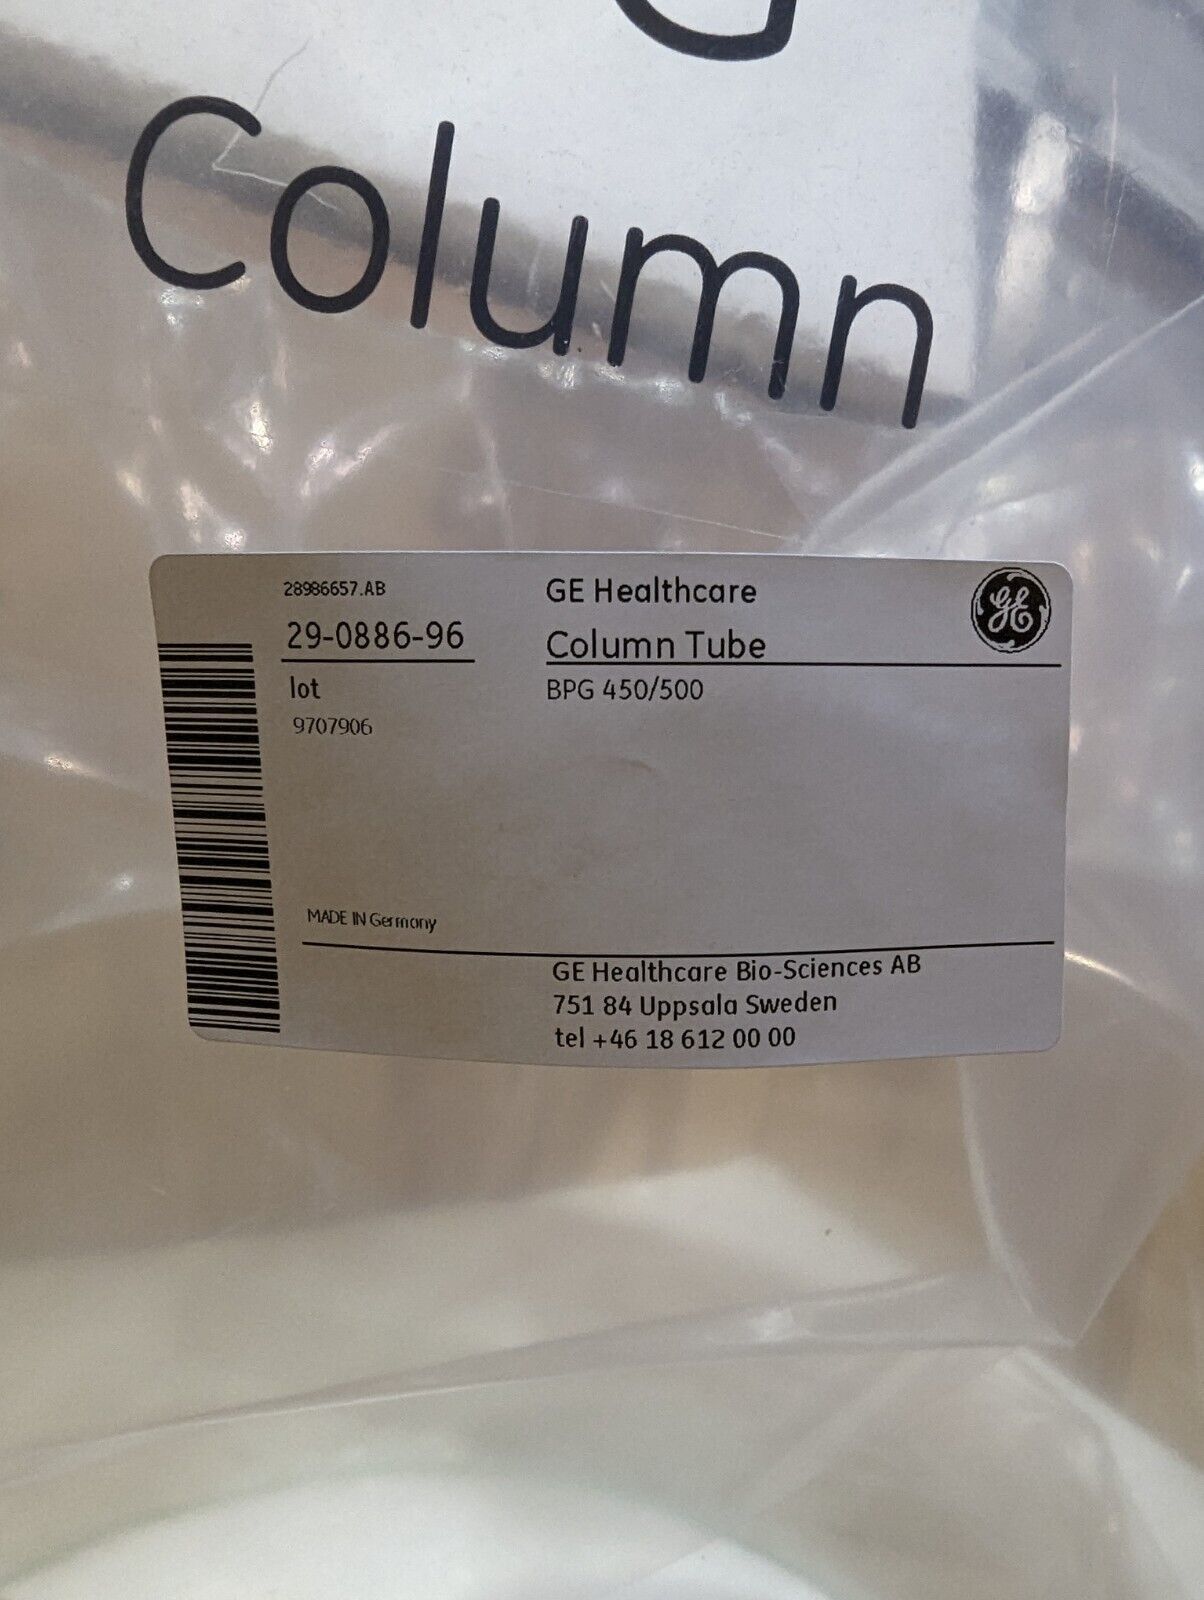 G
Column
28986657.AB
GE Healthcare
29-0886-96
Column Tube
GE
lot
BPG 450/500
9707906
MADE IN Germany
GE Healthcare Bio-Sciences AB
751 84 Uppsala Sweden
tel +46 18 612 00 00